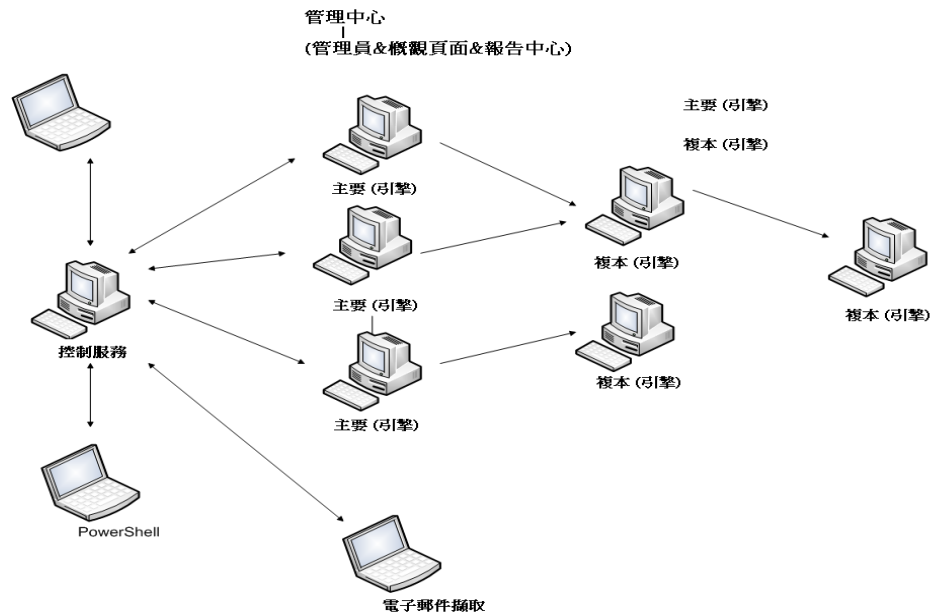 管理中心
(管理員&概觀頁面&報告中心)
主要 (引擎)
複本 (引擎)
主要 (引擎)
複本 (引擎)
主要 (引擎)
複本 (引擎)
控制服務
複本 (引擎)
主要 (引擎)
PowerShell
電子郵件擷取